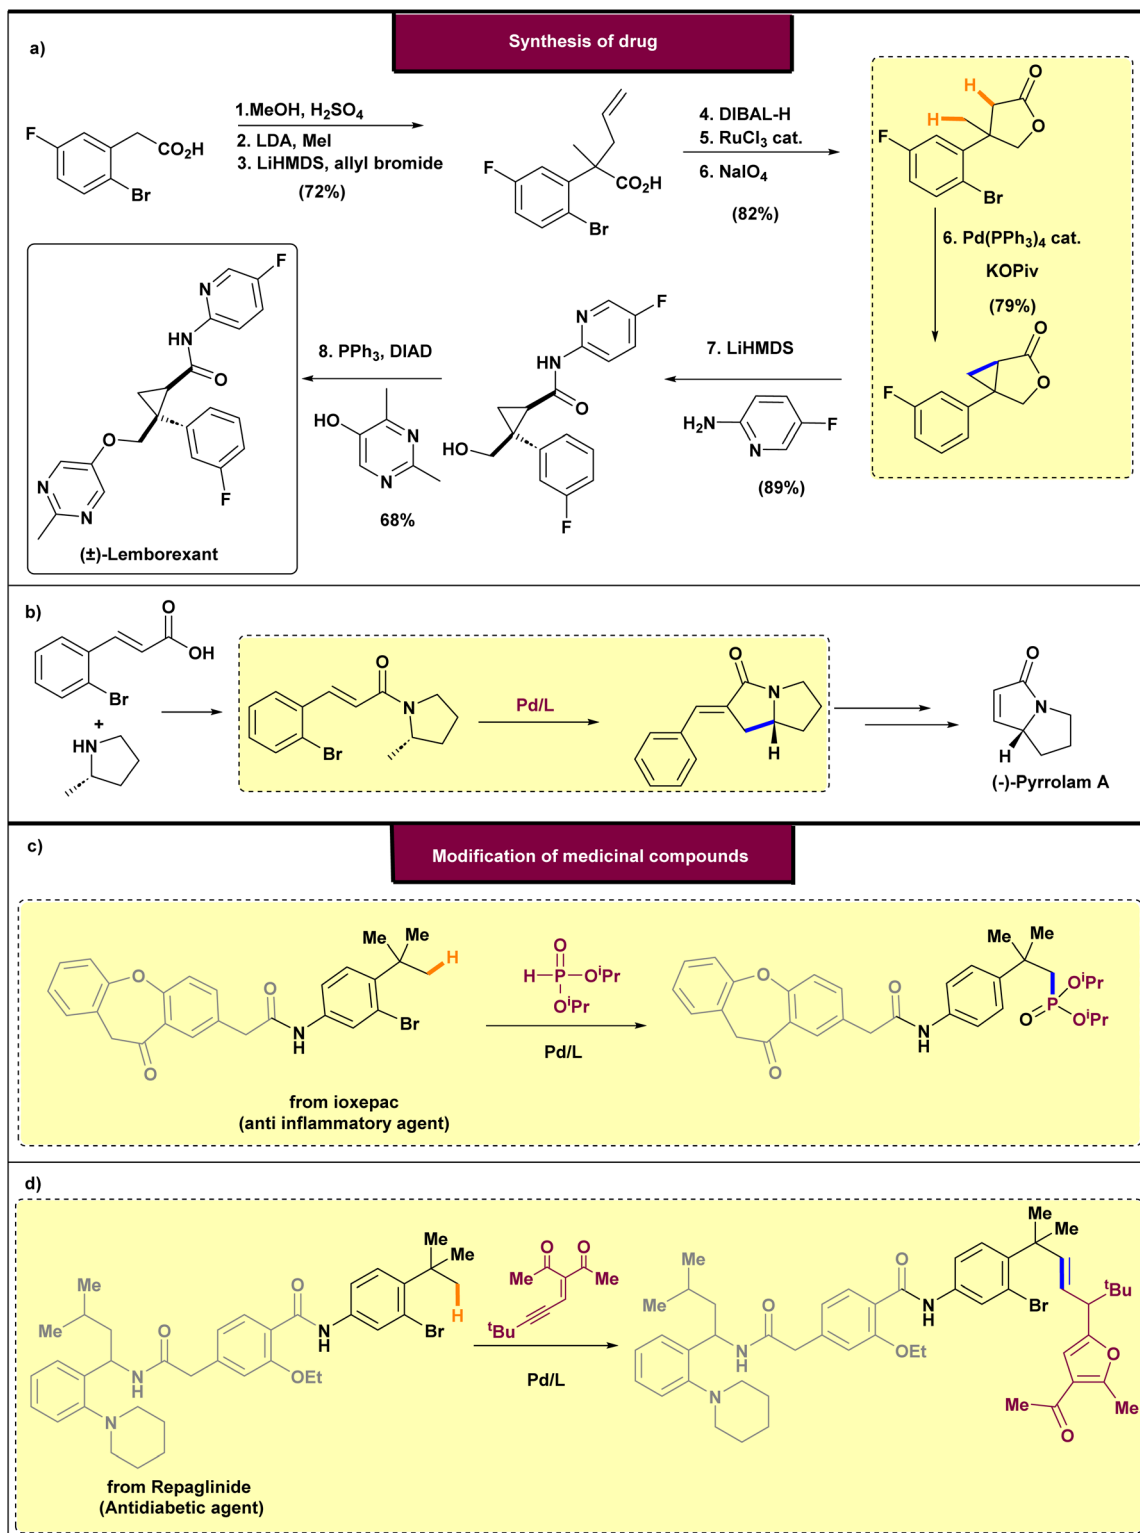 Synthesis of drug
a)
F
CO₂H
Br
1.MeOH, H₂SO₄
2. LDA, MeI
3. LiHMDS, allyl bromide
(72%)
F
CO₂H
Br
4. DIBAL-H
5. RuCl₃ cat.
6. NaIO₄
(82%)
H
H
O
O
F
Br
6. Pd(PPh₃)₄ cat.
KOPiv
(79%)
O
O
F
7. LiHMDS
H₂N
N
F
(89%)
F
N
HN
O
HO
F
8. PPh₃, DIAD
HO
N
N
68%
F
N
HN
O
O
N
N
F
(±)-Lemborexant
b)
O
OH
Br
+
HN
O
N
Br
Pd/L
O
N
H
O
N
H
(-)-Pyrrolam A
Modification of medicinal compounds
c)
O
O
O
N
H
Me
Me
H
Br
from ioxepac
(anti inflammatory agent)
O
H
P
OⁱPr
OⁱPr
Pd/L
O
O
O
N
H
Me
Me
OⁱPr
P
O
OⁱPr
d)
Me
Me
N
H
O
N
OEt
O
N
H
Me
Me
H
Br
from Repaglinide
(Antidiabetic agent)
O
O
Me
Me
ᵗBu
Pd/L
Me
Me
N
H
O
N
OEt
O
N
H
Me
Me
Br
ᵗBu
O
Me
Me
O